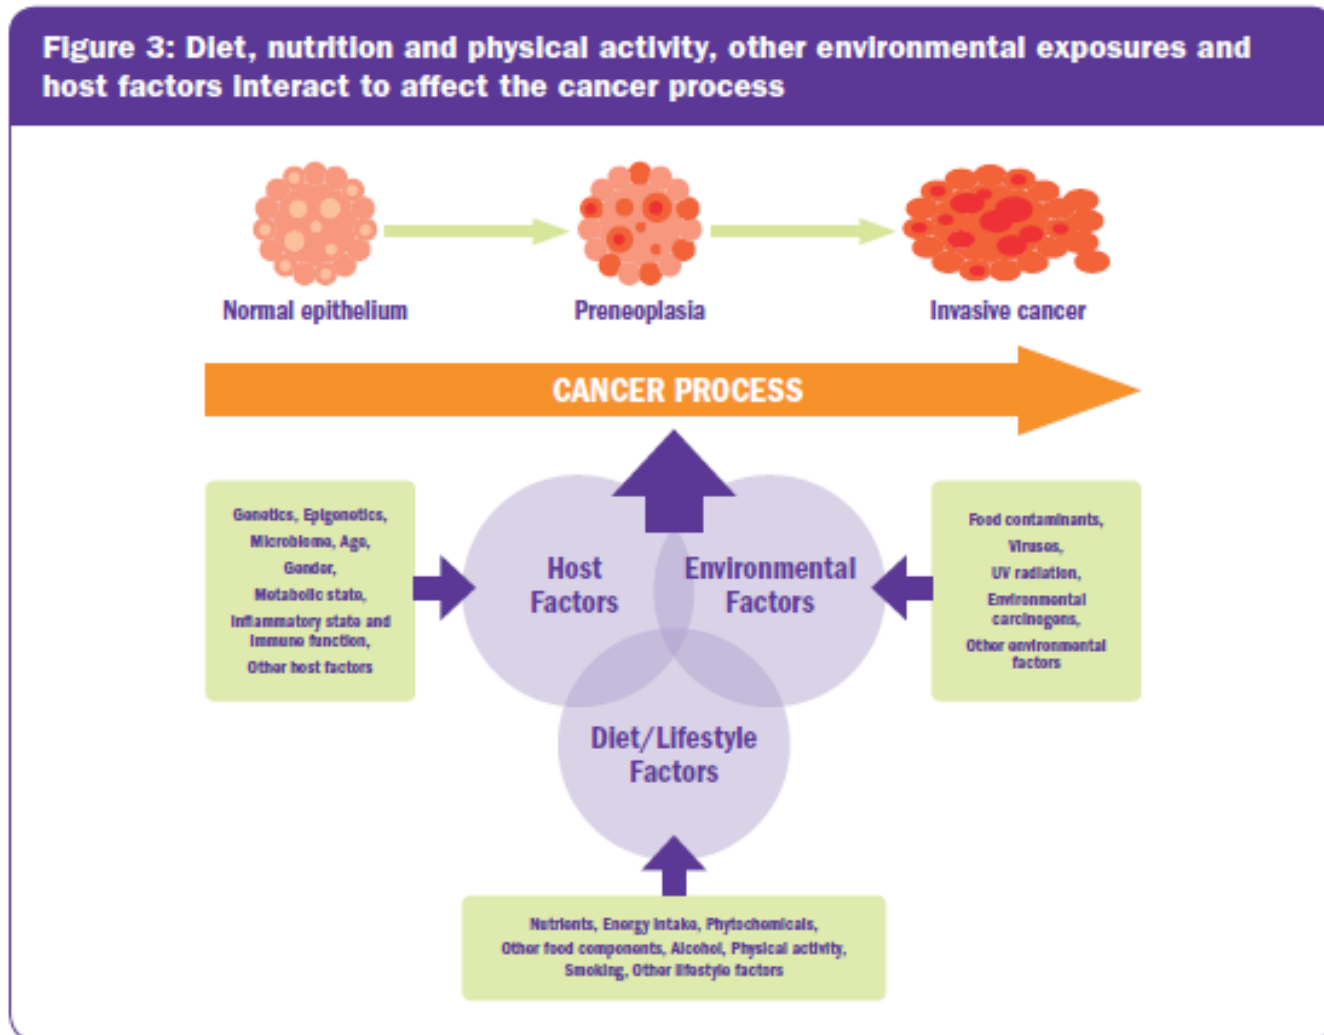 Figure 3: Diet, nutrition and physical activity, other environmental exposures and
host factors interact to affect the cancer process
Normal epithelium
Preneoplasia
Invasive cancer
CANCER PROCESS
Genetics, Epigenetics,
Microbiome, Age,
Gender,
Metabolic state,
Inflammatory state and
Immune function,
Other host factors
Host
Factors
Environmental
Factors
Food contaminants,
Viruses,
UV radiation,
Environmental
carcinogens,
Other environmental
factors
Diet/Lifestyle
Factors
Nutrients, Energy intake, Phytochemicals,
Other food components, Alcohol, Physical activity,
Smoking, Other lifestyle factors